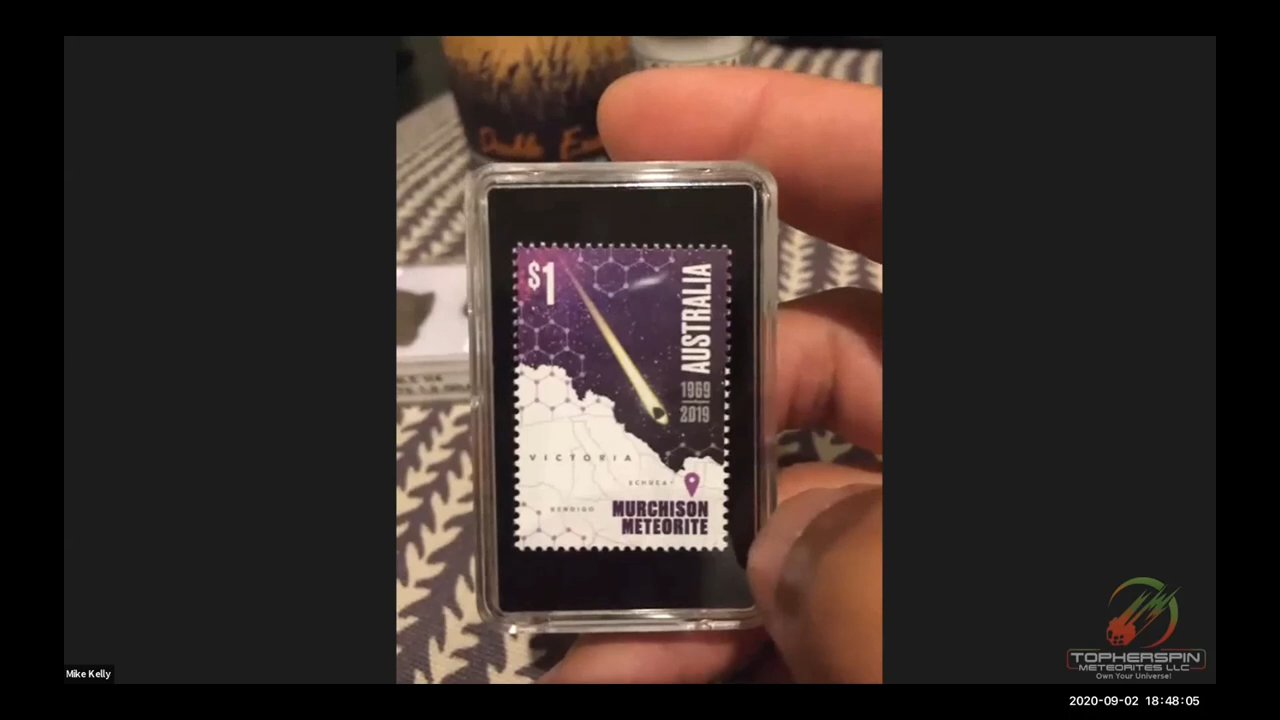 $1
AUSTRALIA
1969
2019
VICTORIA
ECHUCA
BENDIGO
MURCHISON
METEORITE
Mike Kelly
TOPHERSPIN
METEORITES LLC
Own Your Universe!
2020-09-02 18:48:05